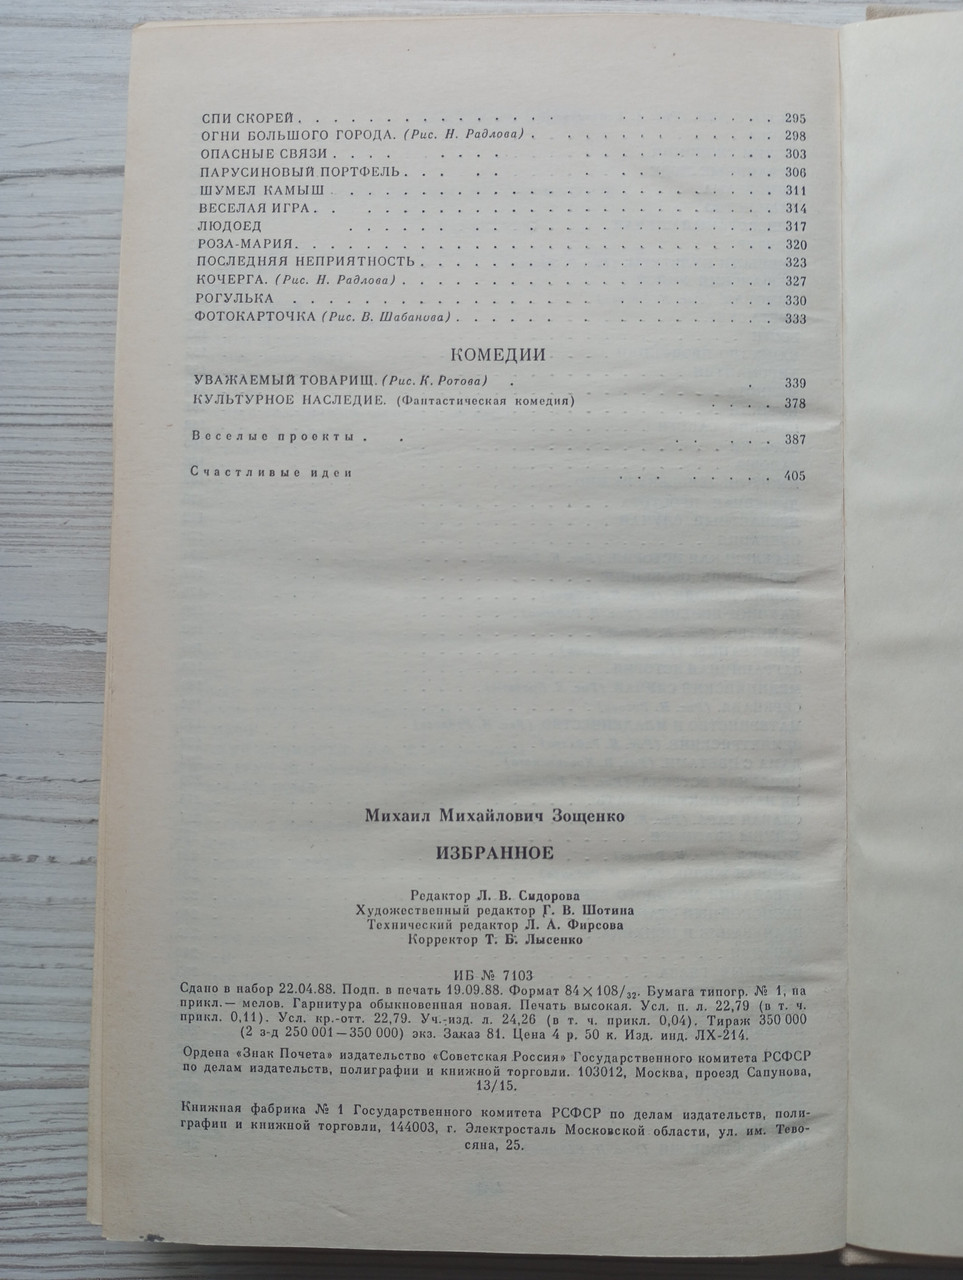 СПИ СКОРЕЙ . . . . . . . . . . . . . . . . . . . . . . . . . 295
ОГНИ БОЛЬШОГО ГОРОДА. (Рис. Н. Радлова) . . . . . . . . . . . . 298
ОПАСНЫЕ СВЯЗИ . . . . . . . . . . . . . . . . . . . . 303
ПАРУСИНОВЫЙ ПОРТФЕЛЬ . . . . . . . . . . . . . . 306
ШУМЕЛ КАМЫШ . . . . . . . . . . . . . . . . . . . . . . . . 311
ВЕСЕЛАЯ ИГРА . . . . . . . . . . . . . . . . . . . . . . . . 314
ЛЮДОЕД . . . . . . . . . . . . . . . . . . . . . . . . 317
РОЗА-МАРИЯ . . . . . . . . . . . . . . . . . . . . . . . . . . 320
ПОСЛЕДНЯЯ НЕПРИЯТНОСТЬ . . . . . . . . . . . . . . . . . . 323
КОЧЕРГА. (Рис. Н. Радлова) . . . . . . . . . . . . . . . . . . . 327
РОГУЛЬКА . . . . . . . . . . . . . . . . . . . . . . . . . 330
ФОТОКАРТОЧКА (Рис. В. Шабанова) . . . . . . . . . . . . . . . . 333
КОМЕДИИ
УВАЖАЕМЫЙ ТОВАРИЩ. (Рис. К. Ротова) . . 339
КУЛЬТУРНОЕ НАСЛЕДИЕ. (Фантастическая комедия) . . . . 378
Веселые проекты . . . . . . . 387
Счастливые идеи . . . . . . . . . 405
Михаил Михайлович Зощенко
ИЗБРАННОЕ
Редактор Л. В. Сидорова
Художественный редактор Г. В. Шотина
Технический редактор Л. А. Фирсова
Корректор Т. Б. Лысенко
ИБ № 7103
Сдано в набор 22.04.88. Подп. в печать 19.09.88. Формат 84×108/32. Бумага типогр. № 1, на
прикл.— мелов. Гарнитура обыкновенная новая. Печать высокая. Усл. п. л. 22,79 (в т. ч.
прикл. 0,11). Усл. кр.-отт. 22,79. Уч.-изд. л. 24,26 (в т. ч. прикл. 0,04). Тираж 350 000
(2 з-д 250 001—350 000) экз. Заказ 81. Цена 4 р. 50 к. Изд. инд. ЛХ-214.
Ордена «Знак Почета» издательство «Советская Россия» Государственного комитета РСФСР
по делам издательств, полиграфии и книжной торговли. 103012, Москва, проезд Сапунова,
13/15.
Книжная фабрика № 1 Государственного комитета РСФСР по делам издательств, поли-
графии и книжной торговли, 144003, г. Электросталь Московской области, ул. им. Тево-
сяна, 25.